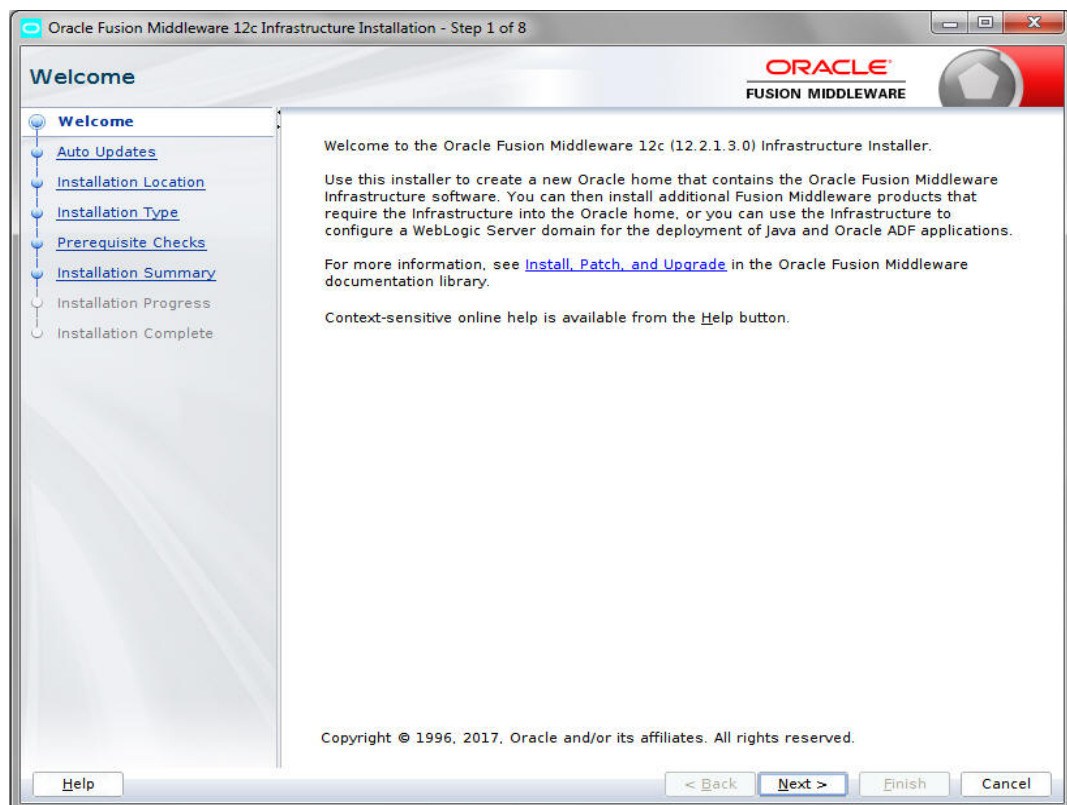 Oracle Fusion Middleware 12c Infrastructure Installation - Step 1 of 8
Welcome
ORACLE
FUSION MIDDLEWARE
Welcome
Auto Updates
Installation Location
Installation Type
Prerequisite Checks
Installation Summary
Installation Progress
Installation Complete
Welcome to the Oracle Fusion Middleware 12c (12.2.1.3.0) Infrastructure Installer.
Use this installer to create a new Oracle home that contains the Oracle Fusion Middleware
Infrastructure software. You can then install additional Fusion Middleware products that
require the Infrastructure into the Oracle home, or you can use the Infrastructure to
configure a WebLogic Server domain for the deployment of Java and Oracle ADF applications.
For more information, see Install, Patch, and Upgrade in the Oracle Fusion Middleware
documentation library.
Context-sensitive online help is available from the Help button.
Copyright © 1996, 2017, Oracle and/or its affiliates. All rights reserved.
Help
< Back
Next >
Finish
Cancel